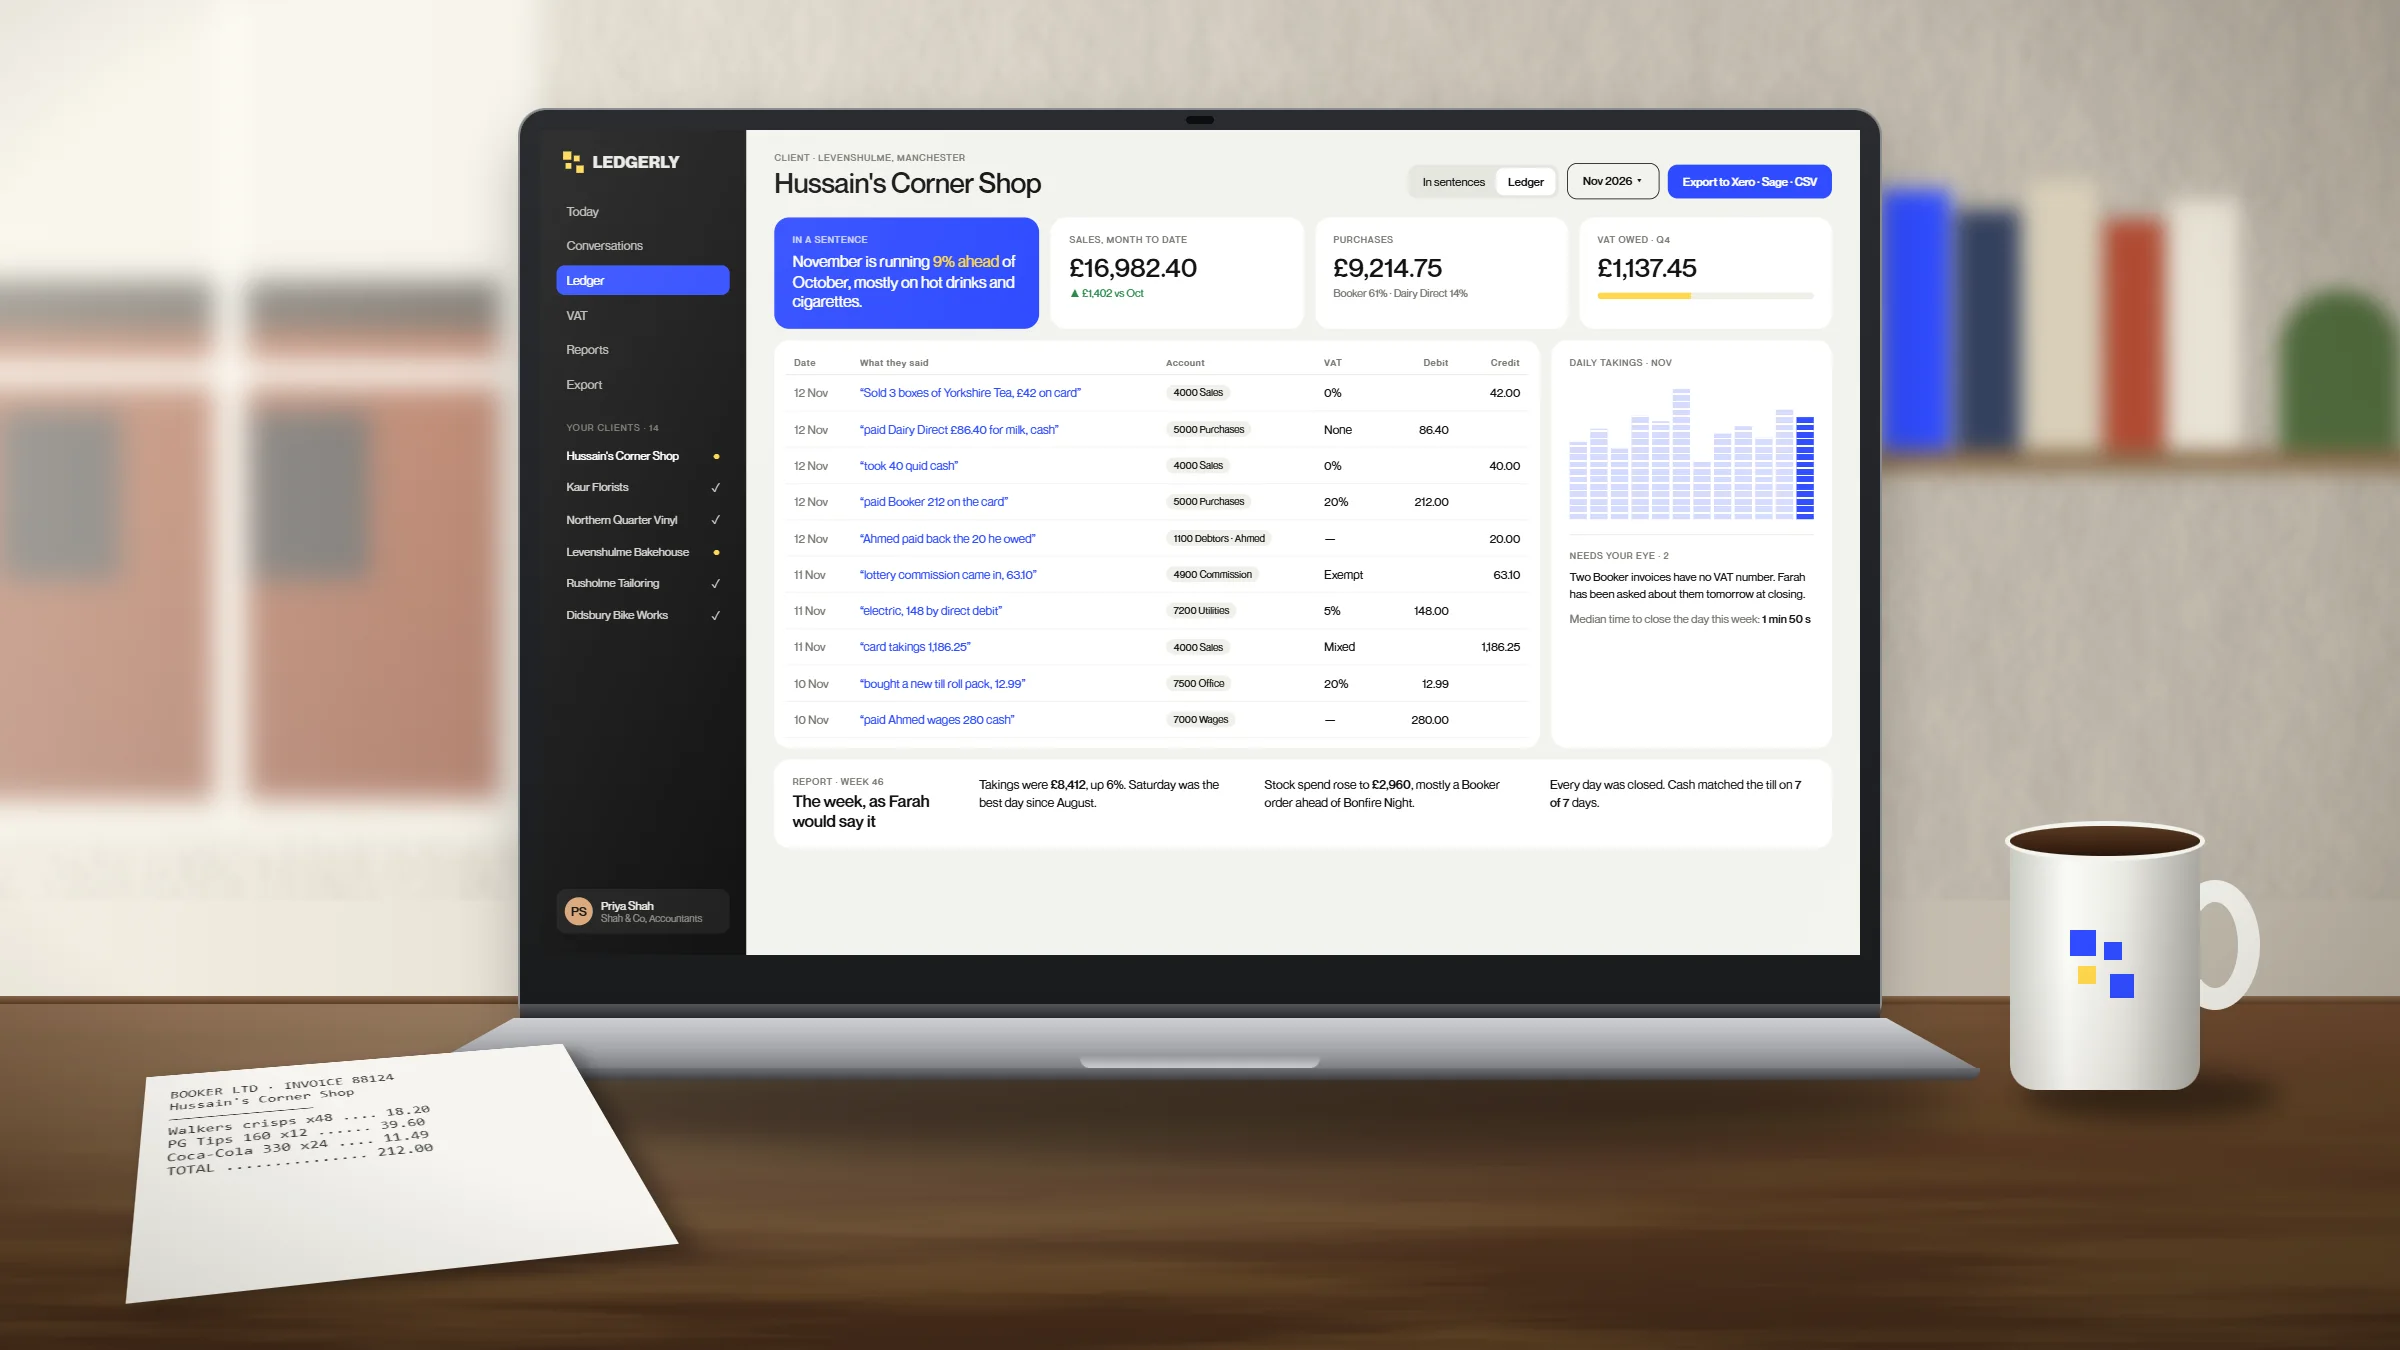 LEDGERLY
Today
Conversations
Ledger
VAT
Reports
Export
YOUR CLIENTS · 14
Hussain's Corner Shop
Kaur Florists
Northern Quarter Vinyl
Levenshulme Bakehouse
Rusholme Tailoring
Didsbury Bike Works
PS
Priya Shah
Shah & Co, Accountants
CLIENT · LEVENSHULME, MANCHESTER
Hussain's Corner Shop
In sentences
Ledger
Nov 2026
Export to Xero · Sage · CSV
IN A SENTENCE
November is running 9% ahead of
October, mostly on hot drinks and
cigarettes.
SALES, MONTH TO DATE
£16,982.40
▲ £1,402 vs Oct
PURCHASES
£9,214.75
Booker 61% · Dairy Direct 14%
VAT OWED · Q4
£1,137.45
Date What they said Account VAT Debit Credit
12 Nov “Sold 3 boxes of Yorkshire Tea, £42 on card” 4000 Sales 0% 42.00
12 Nov “paid Dairy Direct £86.40 for milk, cash” 5000 Purchases None 86.40
12 Nov “took 40 quid cash” 4000 Sales 0% 40.00
12 Nov “paid Booker 212 on the card” 5000 Purchases 20% 212.00
12 Nov “Ahmed paid back the 20 he owed” 1100 Debtors · Ahmed — 20.00
11 Nov “lottery commission came in, 63.10” 4900 Commission Exempt 63.10
11 Nov “electric, 148 by direct debit” 7200 Utilities 5% 148.00
11 Nov “card takings 1,186.25” 4000 Sales Mixed 1,186.25
10 Nov “bought a new till roll pack, 12.99” 7500 Office 20% 12.99
10 Nov “paid Ahmed wages 280 cash” 7000 Wages — 280.00
DAILY TAKINGS · NOV
NEEDS YOUR EYE · 2
Two Booker invoices have no VAT number. Farah
has been asked about them tomorrow at closing.
Median time to close the day this week: 1 min 50 s
REPORT · WEEK 46
The week, as Farah
would say it
Takings were £8,412, up 6%. Saturday was the
best day since August.
Stock spend rose to £2,960, mostly a Booker
order ahead of Bonfire Night.
Every day was closed. Cash matched the till on 7
of 7 days.
BOOKER LTD · INVOICE 88124
Hussain's Corner Shop
Walkers crisps x48 .... 18.20
PG Tips 160 x12 ...... 39.60
Coca-Cola 330 x24 .... 11.49
TOTAL ............... 212.00